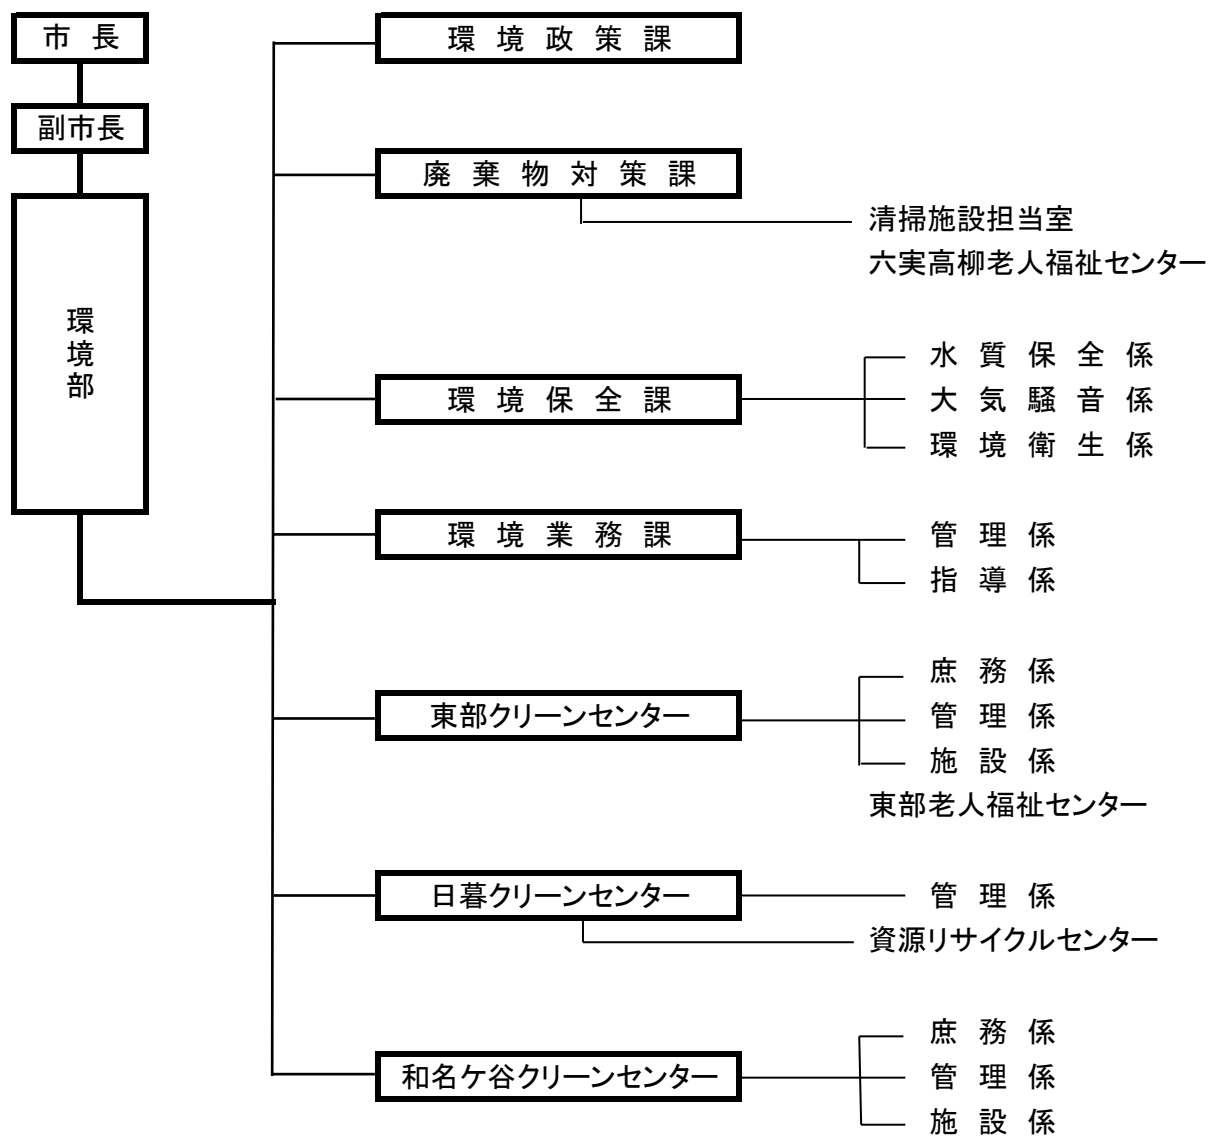 市長
副市長
環境部
環境政策課
廃棄物対策課
清掃施設担当室
六実高柳老人福祉センター
環境保全課
水質保全係
大気騒音係
環境衛生係
環境業務課
管理係
指導係
東部クリーンセンター
庶務係
管理係
施設係
東部老人福祉センター
日暮クリーンセンター
管理係
資源リサイクルセンター
和名ケ谷クリーンセンター
庶務係
管理係
施設係